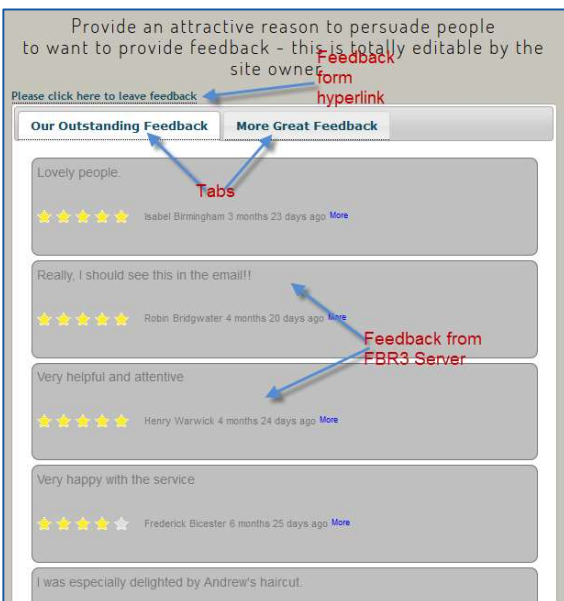 Provide an attractive reason to persuade people
to want to provide feedback - this is totally editable by the
site owner
Feedback
form
hyperlink
Please click here to leave feedback
Our Outstanding Feedback More Great Feedback
Lovely people.
Tabs
Isabel Birmingham 3 months 23 days ago More
Really, I should see this in the email!!
Robin Bridgwater 4 months 20 days ago More
Feedback from
FBR3 Server
Very helpful and attentive
Henry Warwick 4 months 24 days ago More
Very happy with the service
Frederick Bicester 6 months 25 days ago More
I was especially delighted by Andrew's haircut.